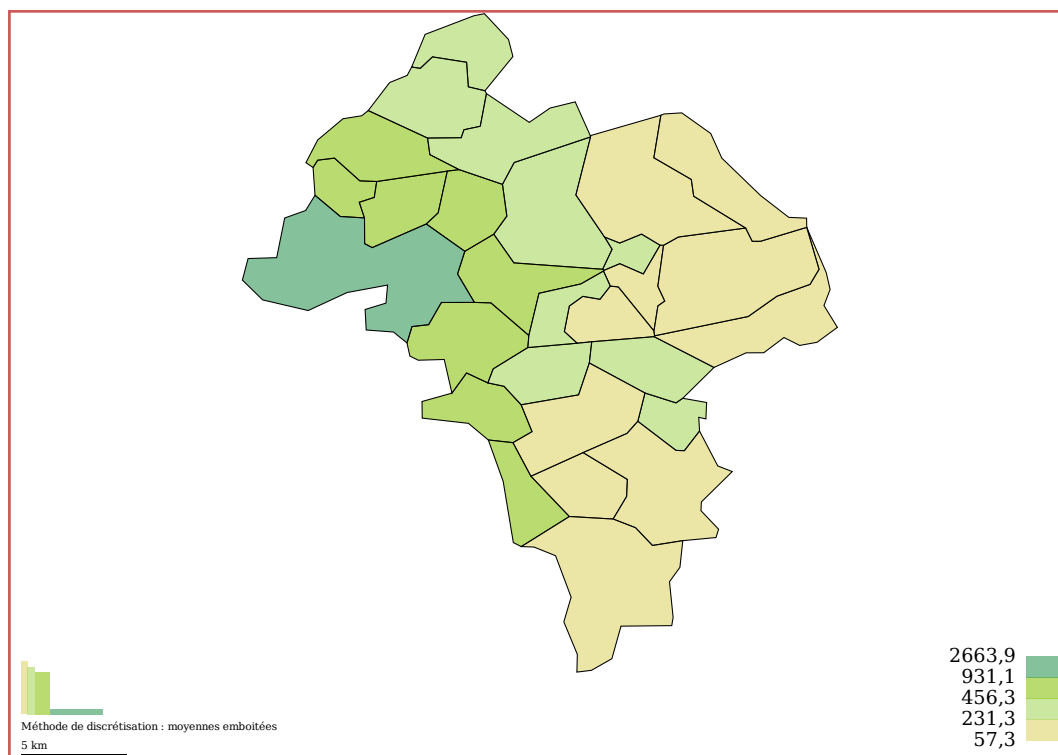 2663,9
931,1
456,3
231,3
57,3
Méthode de discrétisation : moyennes emboitées
5 km